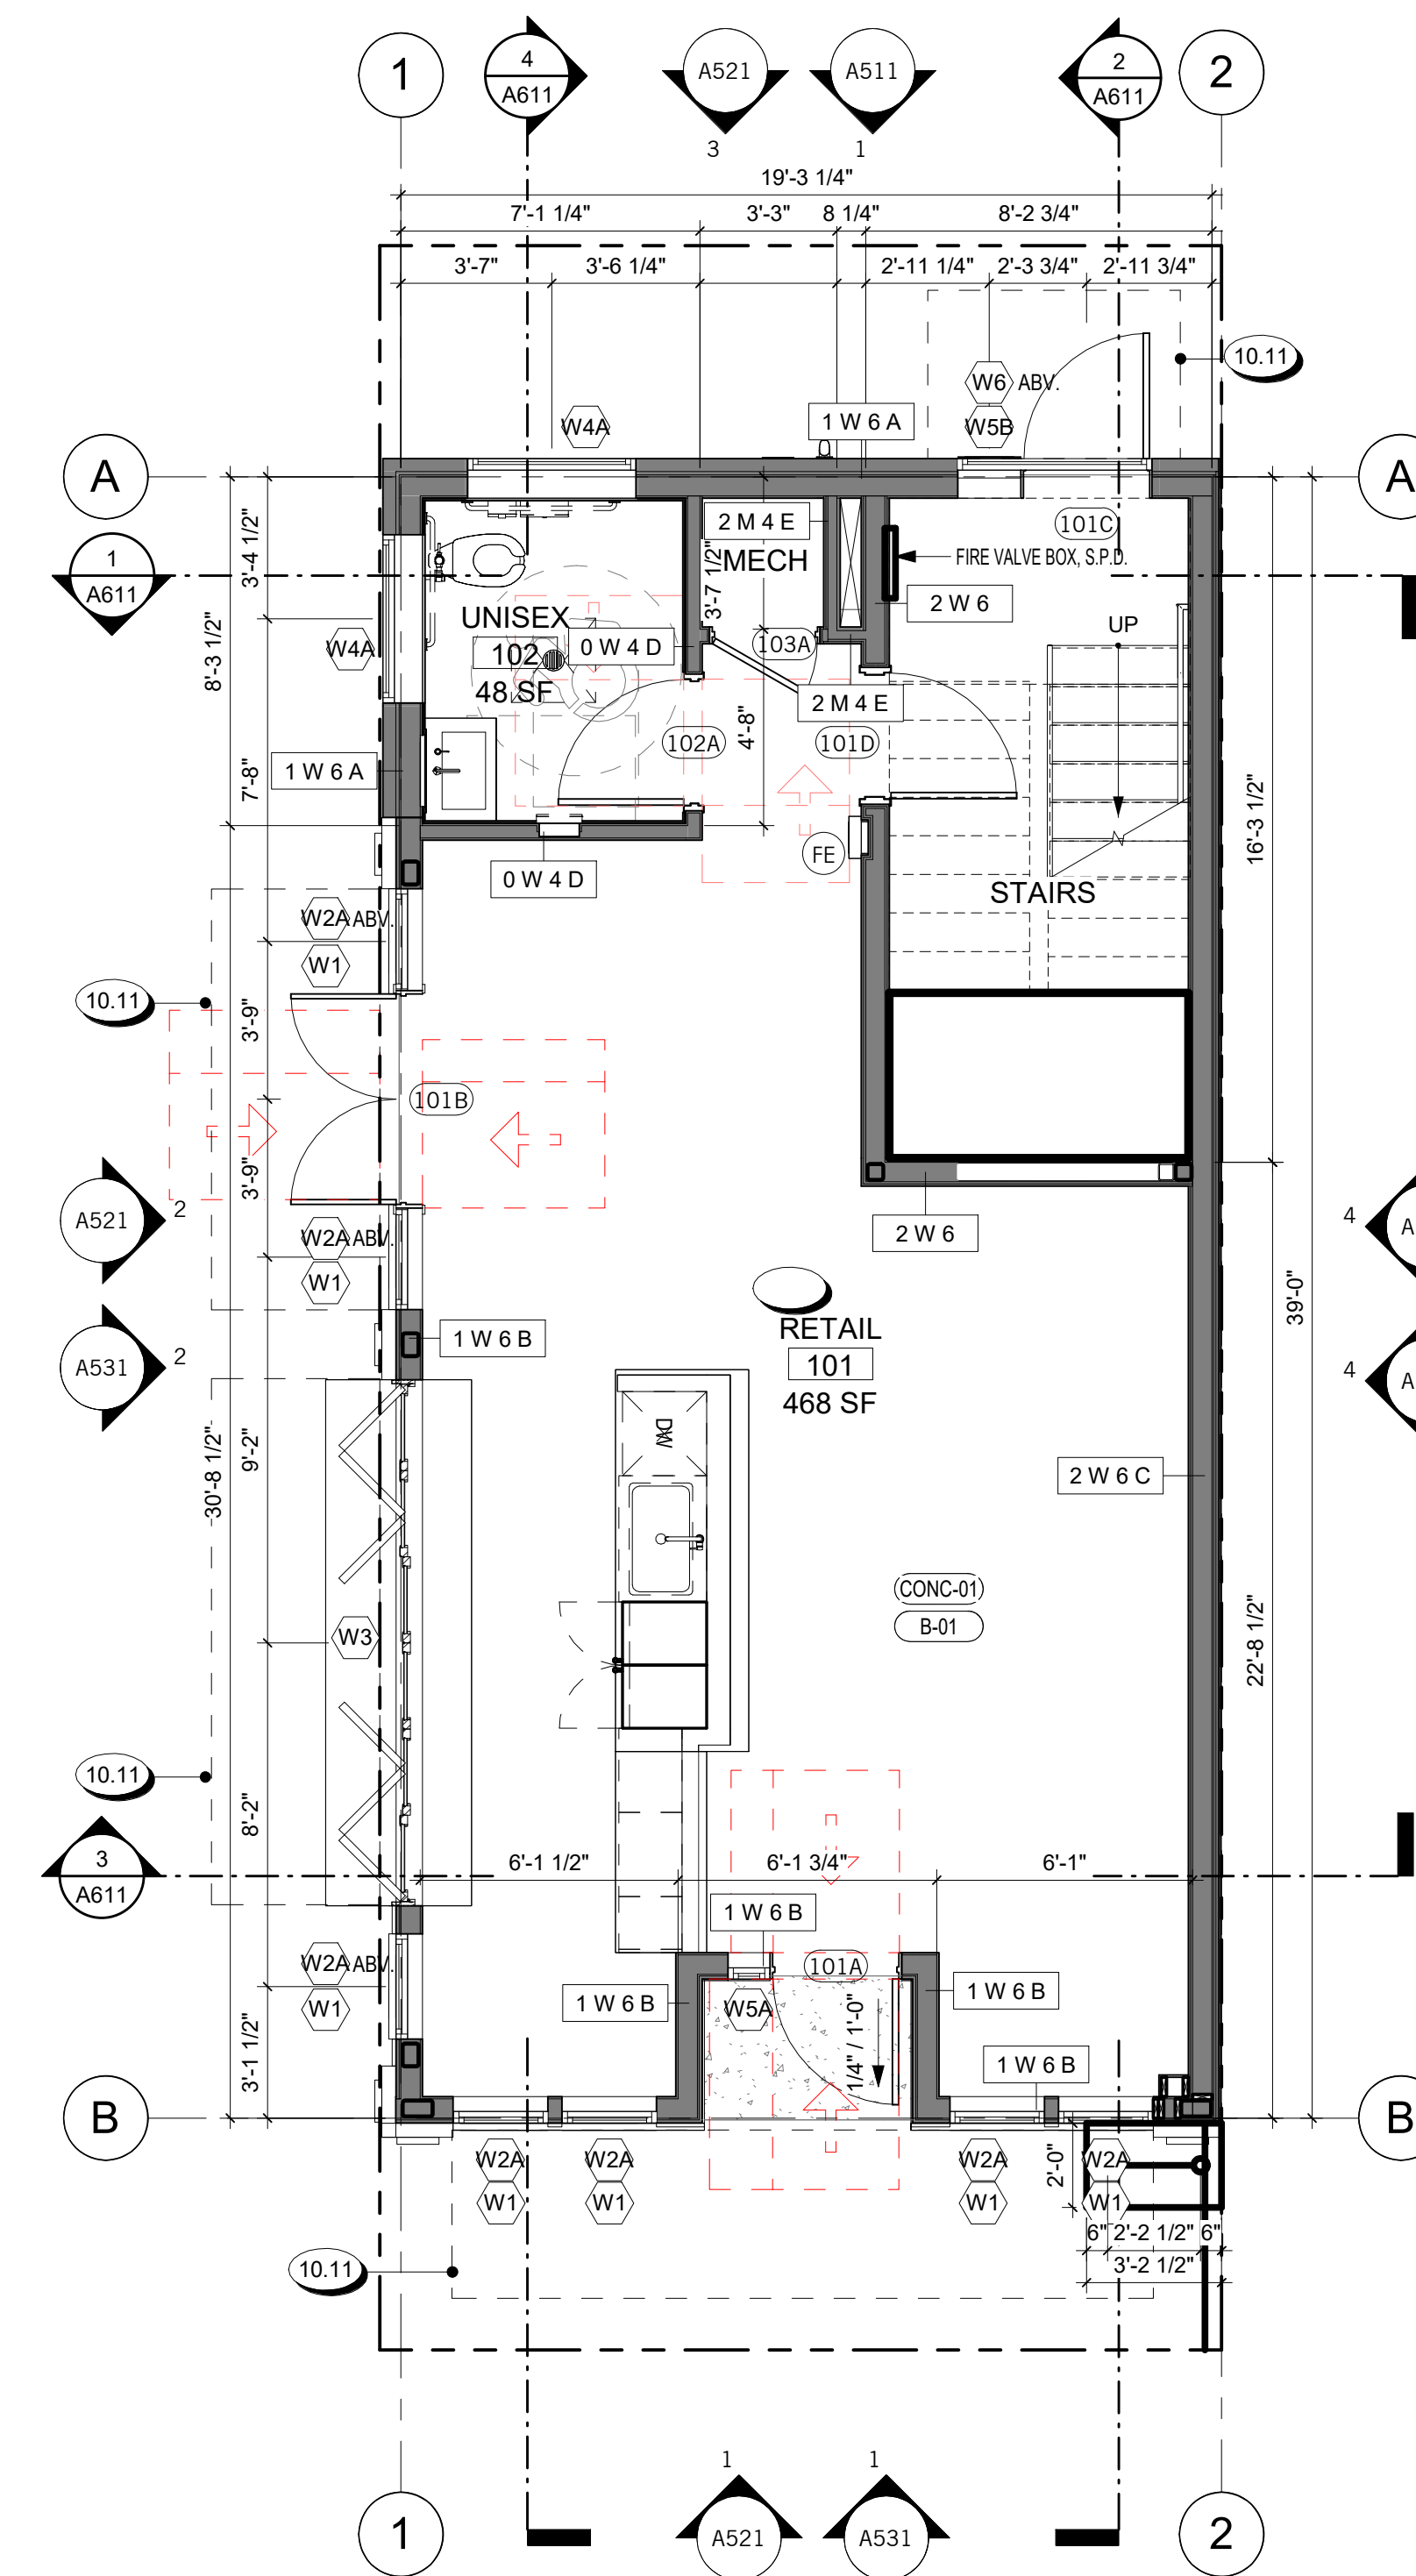 1
4
A611
A521
3
A511
1
2
A611
2
19'-3 1/4"
7'-1 1/4"
3'-3"
8 1/4"
8'-2 3/4"
3'-7"
3'-6 1/4"
2'-11 1/4"
2'-3 3/4"
2'-11 3/4"
10.11
W6 ABV.
W4A
1 W 6 A
W5B
A
A
3'-4 1/2"
2 M 4 E
101C
MECH
FIRE VALVE BOX, S.P.D.
1
A611
3'-7 1/2"
2 W 6
UNISEX
102
48 SF
0 W 4 D
103A
UP
W4A
8'-3 1/2"
2 M 4 E
102A
4'-8"
101D
7'-8"
1 W 6 A
16'-3 1/2"
FE
0 W 4 D
STAIRS
W2A ABV.
W1
10.11
3'-9"
101B
3'-9"
A521
2
4
A
W2A ABV.
2 W 6
W1
39'-0"
RETAIL
101
468 SF
1 W 6 B
A531
2
4
A
DW
30'-8 1/2"
9'-2"
2 W 6 C
CONC-01
B-01
W3
22'-8 1/2"
10.11
8'-2"
3
A611
6'-1 1/2"
6'-1 3/4"
6'-1"
1 W 6 B
W2A ABV.
101A
W1
1 W 6 B
W5A
1/4" / 1'-0"
1 W 6 B
3'-1 1/2"
1 W 6 B
B
B
W2A
W2A
W2A
2'-0"
W2A
W1
W1
W1
W1
6"
2'-2 1/2"
6"
3'-2 1/2"
10.11
1
1
1
A521
A531
2